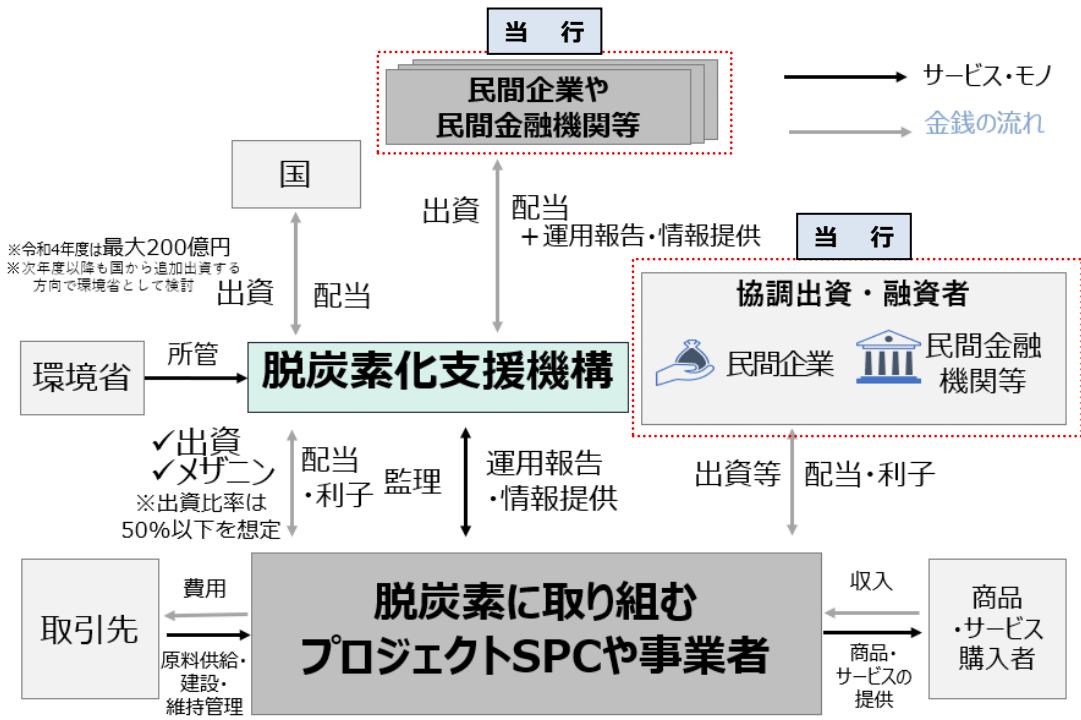 当 行
民間企業や
民間金融機関等
サービス・モノ
金銭の流れ
国
出資
配当
＋運用報告・情報提供
※令和4年度は最大200億円
※次年度以降も国から追加出資する
方向で環境省として検討
出資
配当
当 行
協調出資・融資者
民間企業
民間金融
機関等
環境省
所管
脱炭素化支援機構
✓出資
✓メザニン
※出資比率は
50%以下を想定
配当
・利子
監理
運用報告
・情報提供
出資等
配当・利子
取引先
費用
原料供給・
建設・
維持管理
脱炭素に取り組む
プロジェクトSPCや事業者
収入
商品・
サービスの
提供
商品
・サービス
購入者